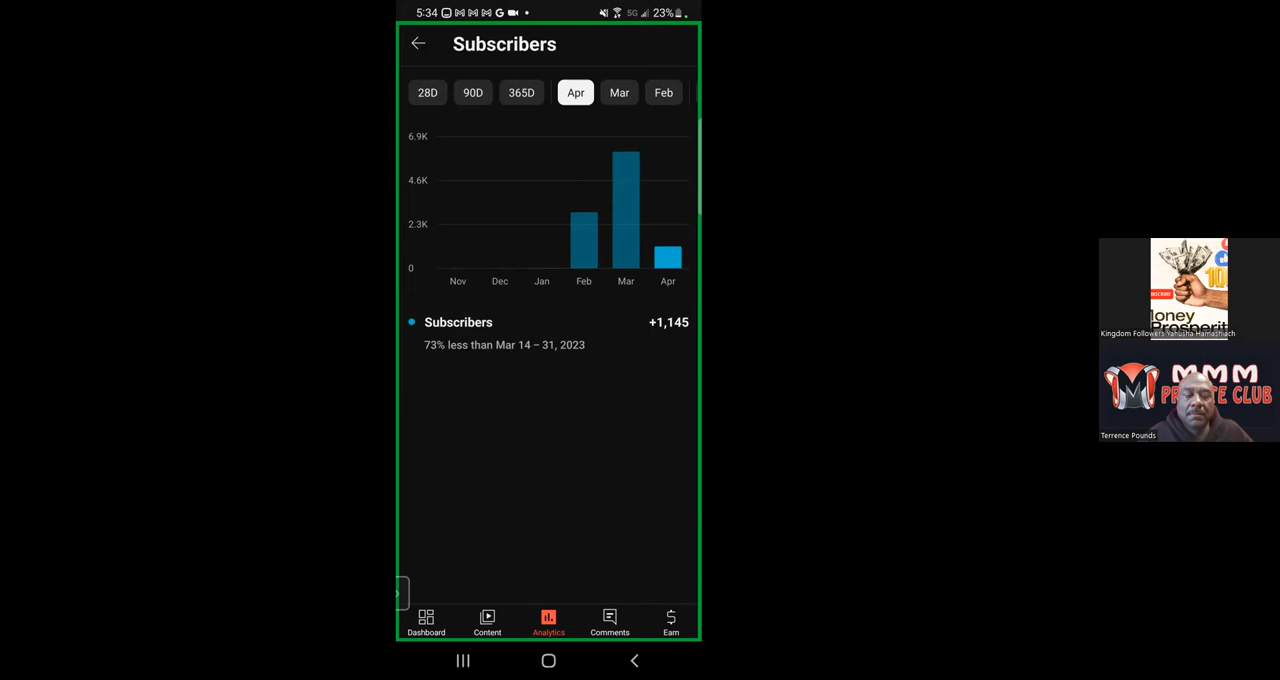 5:34
5G
23%
Subscribers
28D
90D
365D
Apr
Mar
Feb
6.9K
4.6K
2.3K
0
Nov
Dec
Jan
Feb
Mar
Apr
Subscribers
+1,145
73% less than Mar 14 – 31, 2023
Dashboard
Content
Analytics
Comments
Earn
SUBSCRIBE
Kingdom Followers Yahusha Hamashiach
MMM
Terrence Pounds